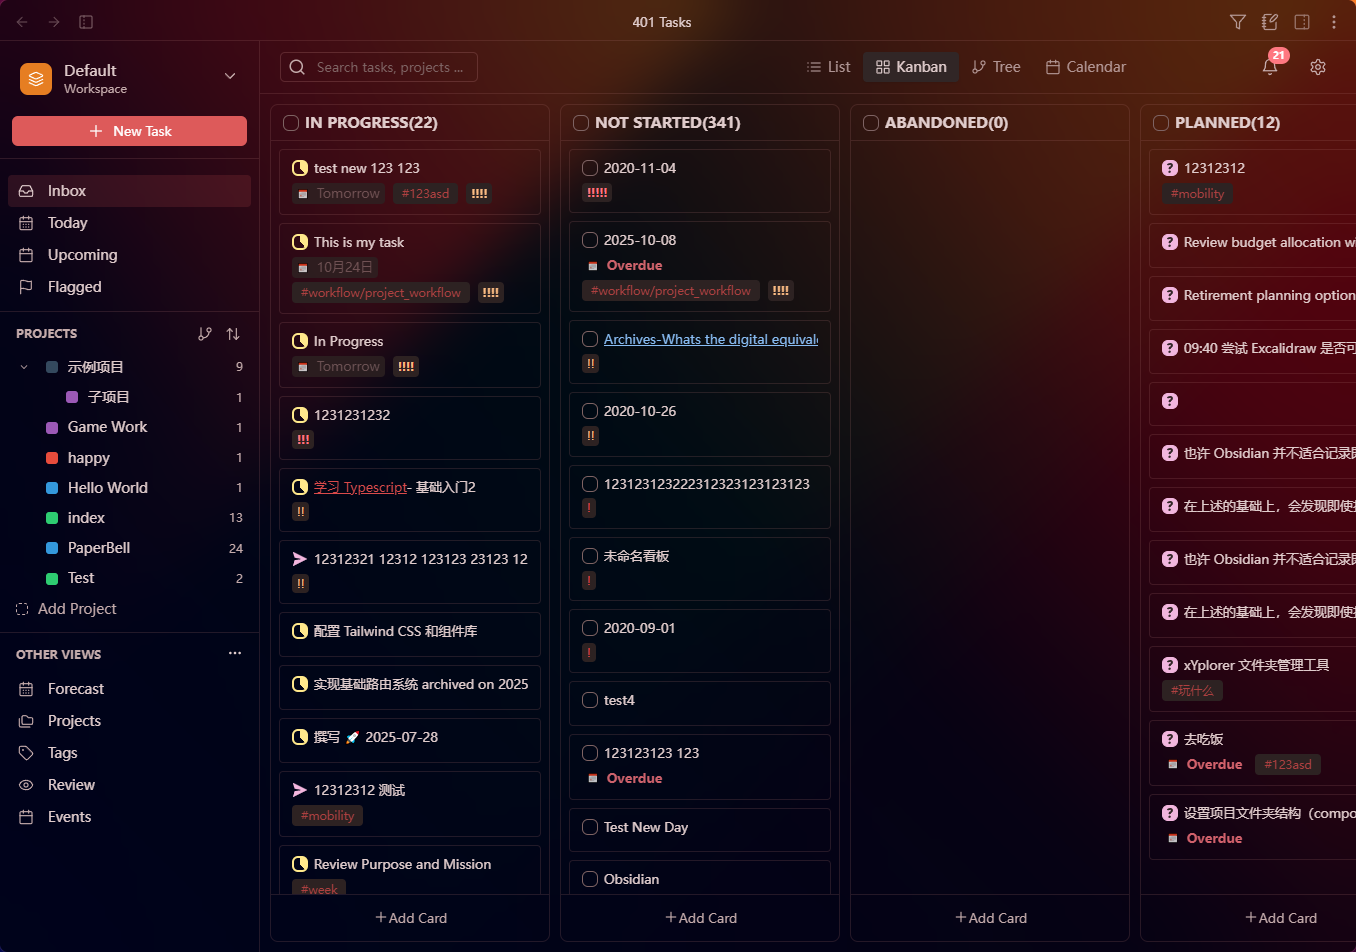 401 Tasks
Default
Workspace
New Task
Inbox
Today
Upcoming
Flagged
PROJECTS
示例项目 9
子项目 1
Game Work 1
happy 1
Hello World 1
index 13
PaperBell 24
Test 2
Add Project
OTHER VIEWS
Forecast
Projects
Tags
Review
Events
Search tasks, projects ...
List
Kanban
Tree
Calendar
21
IN PROGRESS(22)
test new 123 123
Tomorrow #123asd !!!!
This is my task
10月24日
#workflow/project_workflow !!!!
In Progress
Tomorrow !!!!
1231231232
!!!
学习 Typescript- 基础入门2
!!
12312321 12312 123123 23123 12
!!
配置 Tailwind CSS 和组件库
实现基础路由系统 archived on 2025
撰写 🚀 2025-07-28
12312312 测试
#mobility
Review Purpose and Mission
#week
Add Card
NOT STARTED(341)
2020-11-04
!!!!!
2025-10-08
Overdue
#workflow/project_workflow !!!!
Archives-Whats the digital equival
!!
2020-10-26
!!
123123123222312323123123123
!
未命名看板
!
2020-09-01
!
test4
123123123 123
Overdue
Test New Day
Obsidian
Add Card
ABANDONED(0)
Add Card
PLANNED(12)
12312312
#mobility
Review budget allocation w
Retirement planning option
09:40 尝试 Excalidraw 是否可
也许 Obsidian 并不适合记录
在上述的基础上，会发现即使
也许 Obsidian 并不适合记录
在上述的基础上，会发现即使
xYplorer 文件夹管理工具
#玩什么
去吃饭
Overdue #123asd
设置项目文件夹结构（compo
Overdue
Add Card